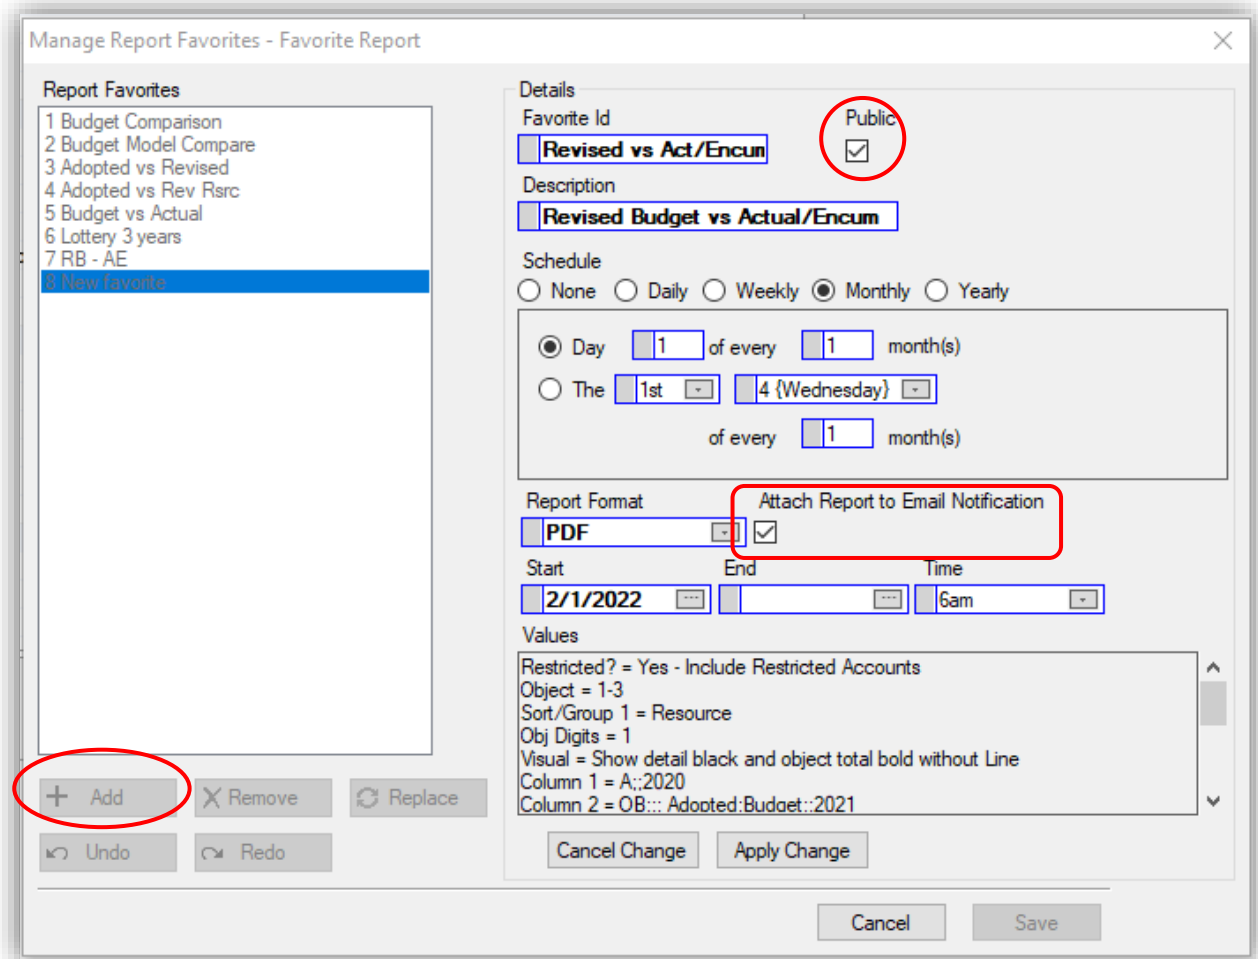 Manage Report Favorites - Favorite Report
Report Favorites
1 Budget Comparison
2 Budget Model Compare
3 Adopted vs Revised
4 Adopted vs Rev Rsrc
5 Budget vs Actual
6 Lottery 3 years
7 RB - AE
8 New favorite
Add
Remove
Replace
Undo
Redo
Details
Favorite Id
Public
Revised vs Act/Encum
Description
Revised Budget vs Actual/Encum
Schedule
None Daily Weekly Monthly Yearly
Day 1 of every 1 month(s)
The 1st 4 {Wednesday}
of every 1 month(s)
Report Format
Attach Report to Email Notification
PDF
Start End Time
2/1/2022 6am
Values
Restricted? = Yes - Include Restricted Accounts
Object = 1-3
Sort/Group 1 = Resource
Obj Digits = 1
Visual = Show detail black and object total bold without Line
Column 1 = A;;2020
Column 2 = OB::: Adopted:Budget::2021
Cancel Change Apply Change
Cancel Save